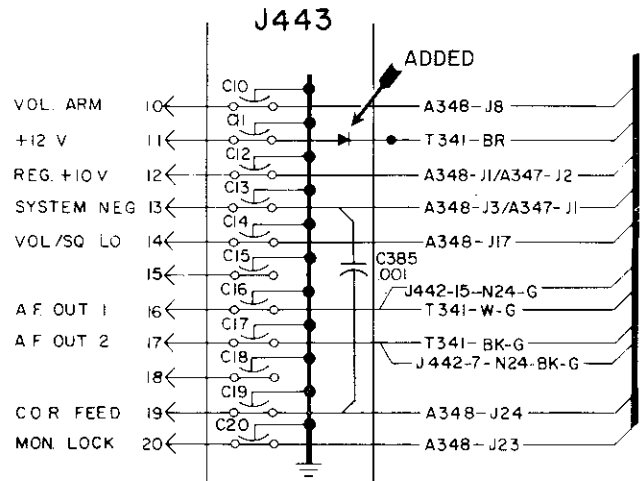 J443
ADDED
C10
VOL. ARM 10 A348-J8
C11
+12 V 11 T341-BR
C12
REG. +10V 12 A348-J1/A347-J2
C13
SYSTEM NEG 13 A348-J3/A347-J1
C14
VOL/SQ LO 14 A348-J17
C15
C385
.001
15
C16
J442-15-N24-G
A.F. OUT 1 16 T341-W-G
C17
A.F. OUT 2 17 T341-BK-G
C18
J442-7-N24-BK-G
18
C19
C O R FEED 19 A348-J24
C20
MON. LOCK 20 A348-J23